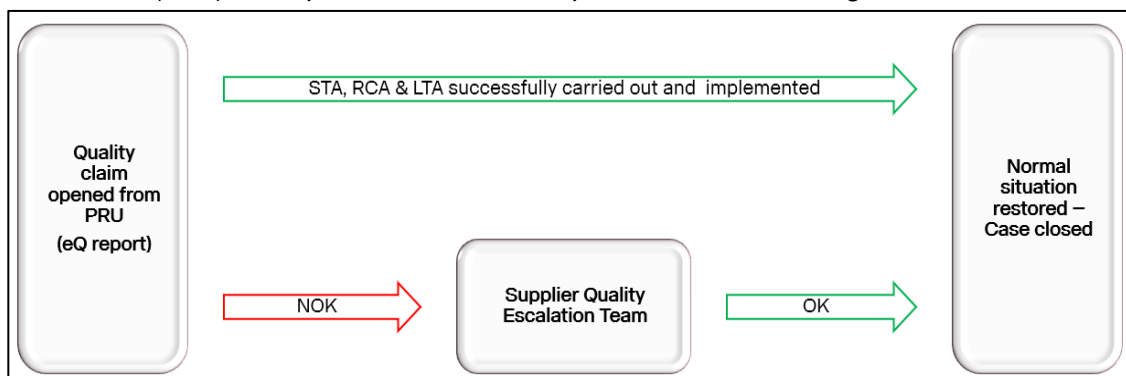 STA, RCA & LTA successfully carried out and implemented
Quality
claim
opened from
PRU
(eQ report)
Normal
situation
restored –
Case closed
NOK
Supplier Quality
Escalation Team
OK